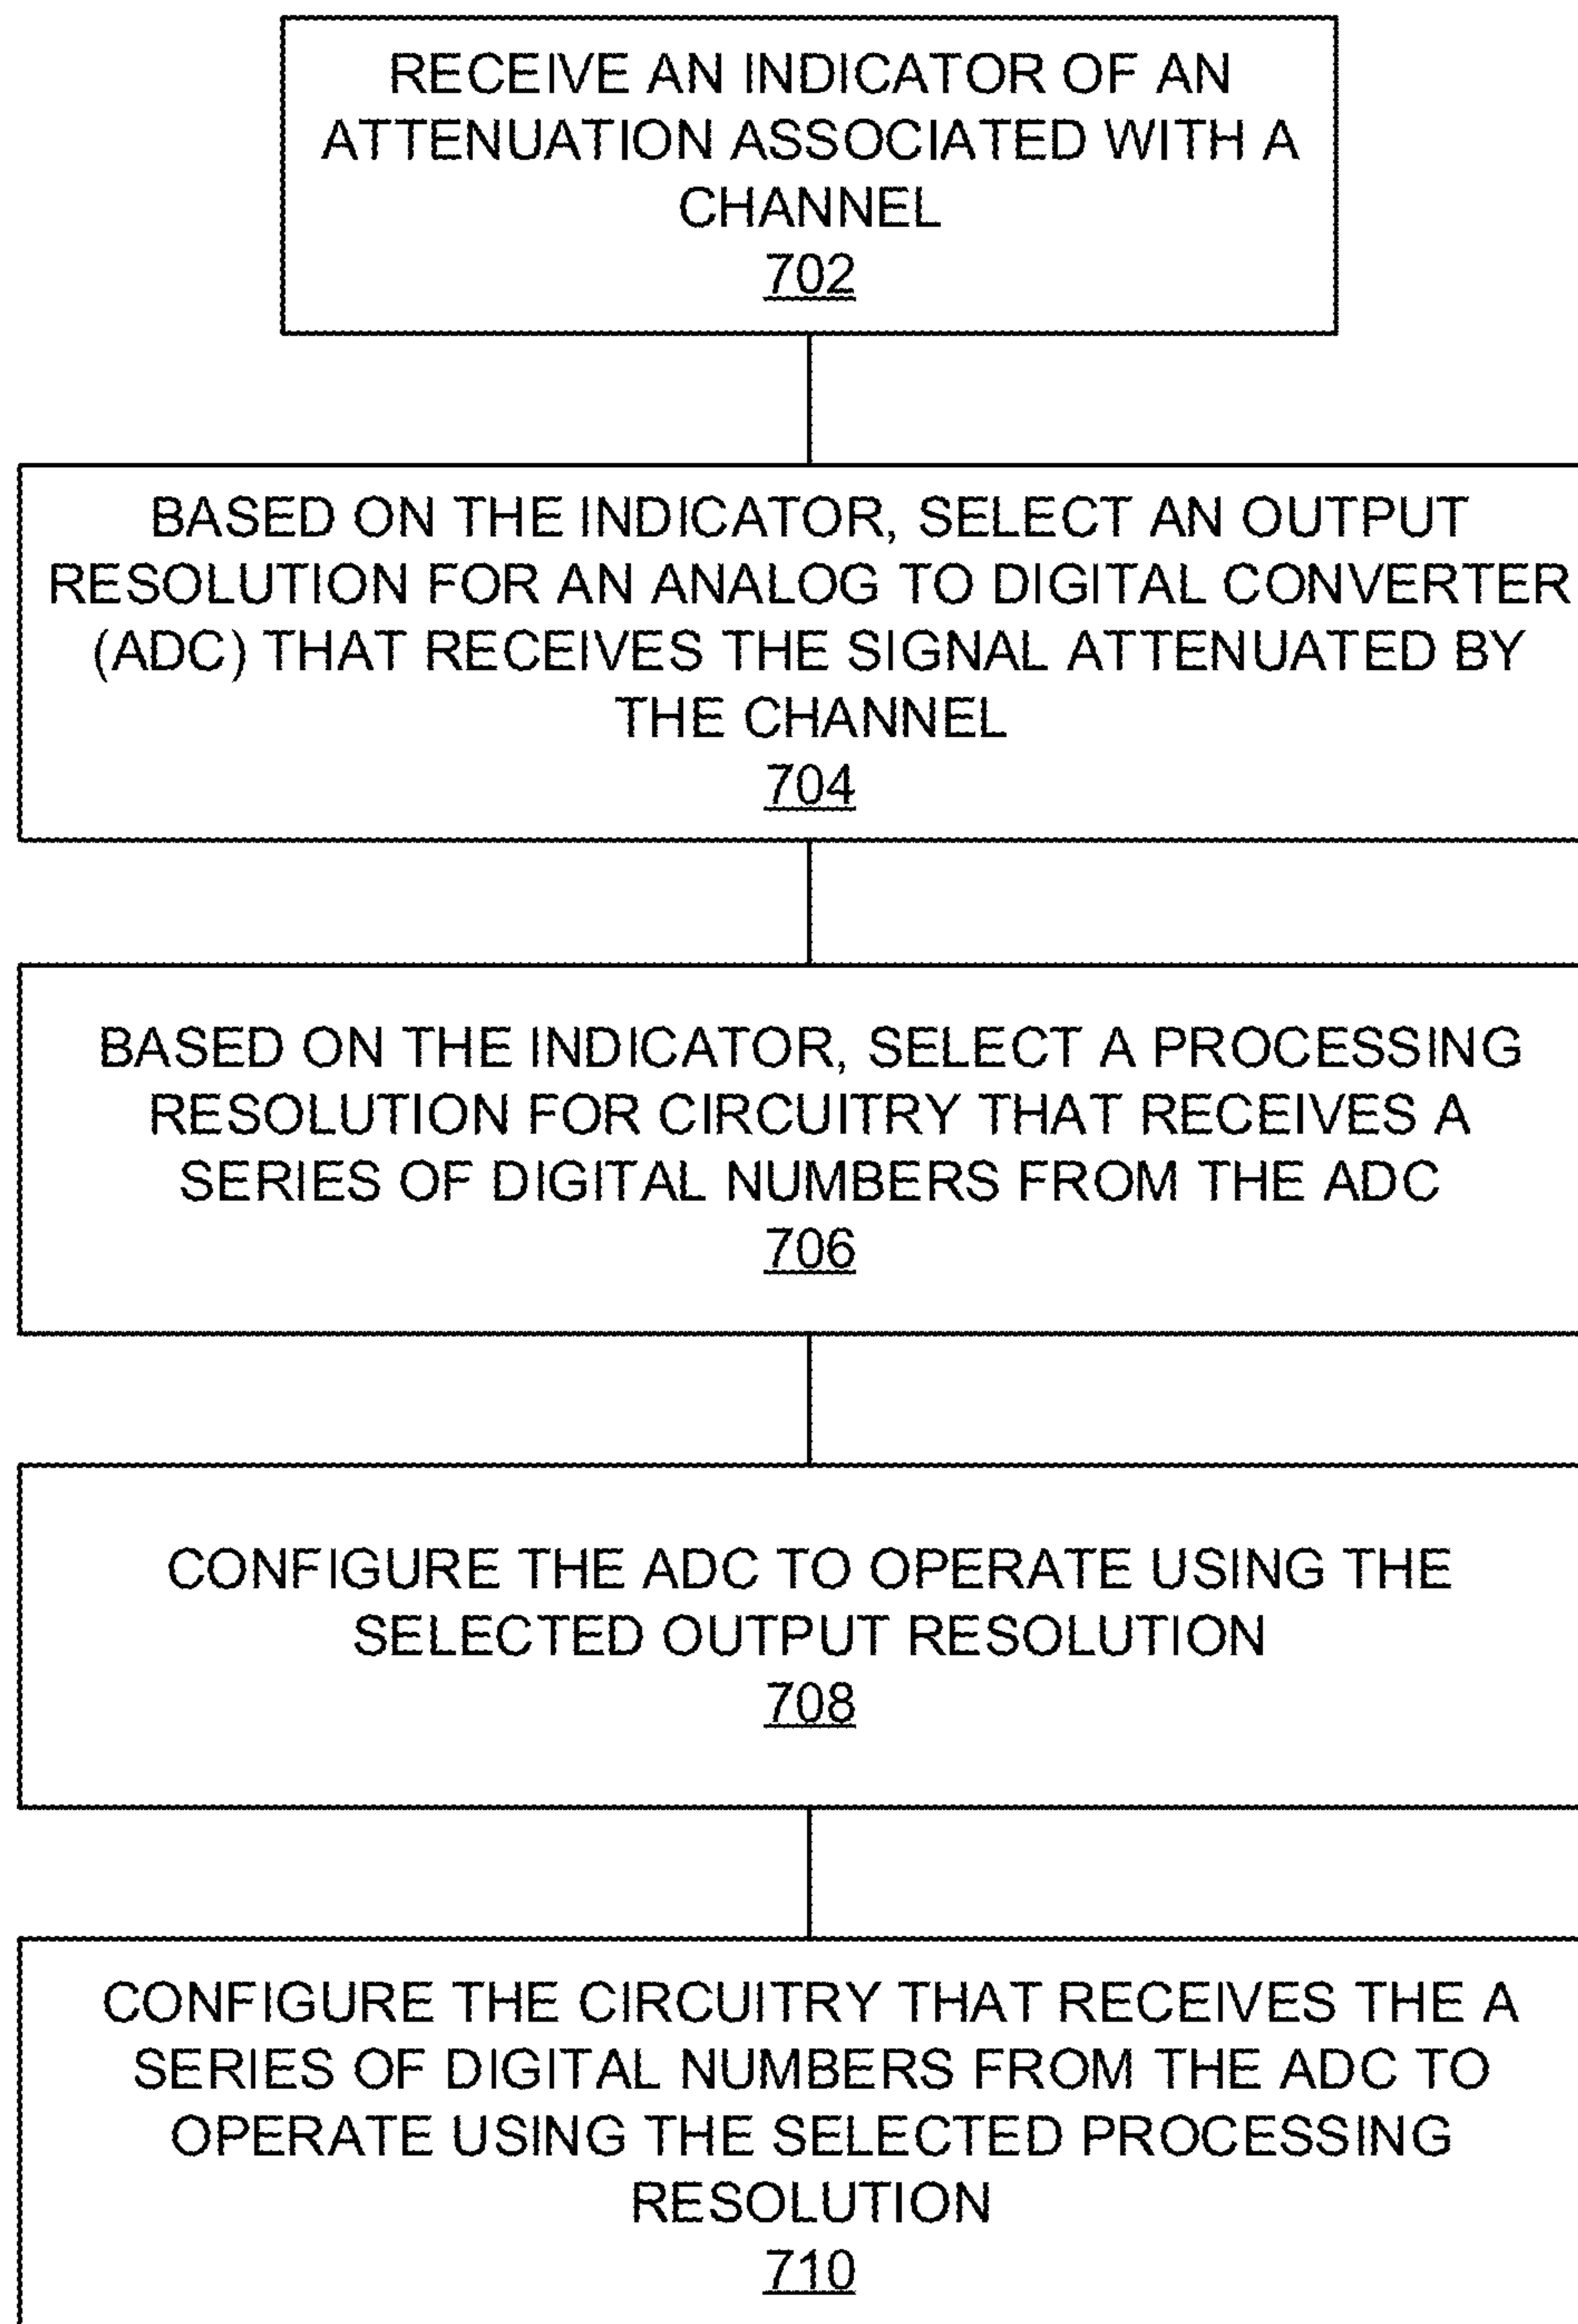 RECEIVE AN INDICATOR OF AN
ATTENUATION ASSOCIATED WITH A
CHANNEL
702
BASED ON THE INDICATOR, SELECT AN OUTPUT
RESOLUTION FOR AN ANALOG TO DIGITAL CONVERTER
(ADC) THAT RECEIVES THE SIGNAL ATTENUATED BY
THE CHANNEL
704
BASED ON THE INDICATOR, SELECT A PROCESSING
RESOLUTION FOR CIRCUITRY THAT RECEIVES A
SERIES OF DIGITAL NUMBERS FROM THE ADC
706
CONFIGURE THE ADC TO OPERATE USING THE
SELECTED OUTPUT RESOLUTION
708
CONFIGURE THE CIRCUITRY THAT RECEIVES THE A
SERIES OF DIGITAL NUMBERS FROM THE ADC TO
OPERATE USING THE SELECTED PROCESSING
RESOLUTION
710